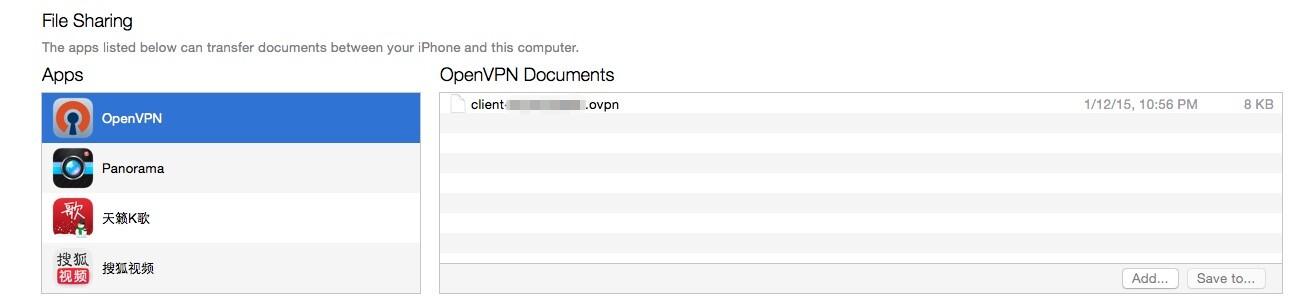 File Sharing
The apps listed below can transfer documents between your iPhone and this computer.
Apps
OpenVPN
Panorama
歌
天籁K歌
搜狐
视频
搜狐视频
OpenVPN Documents
client- .ovpn 1/12/15, 10:56 PM 8 KB
Add... Save to...